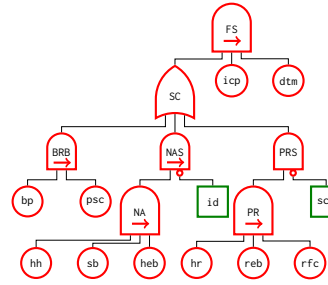 FS
SC icp dtm
BRB NAS PRS
bp psc NA id PR sc
hh sb heb hr reb rfc